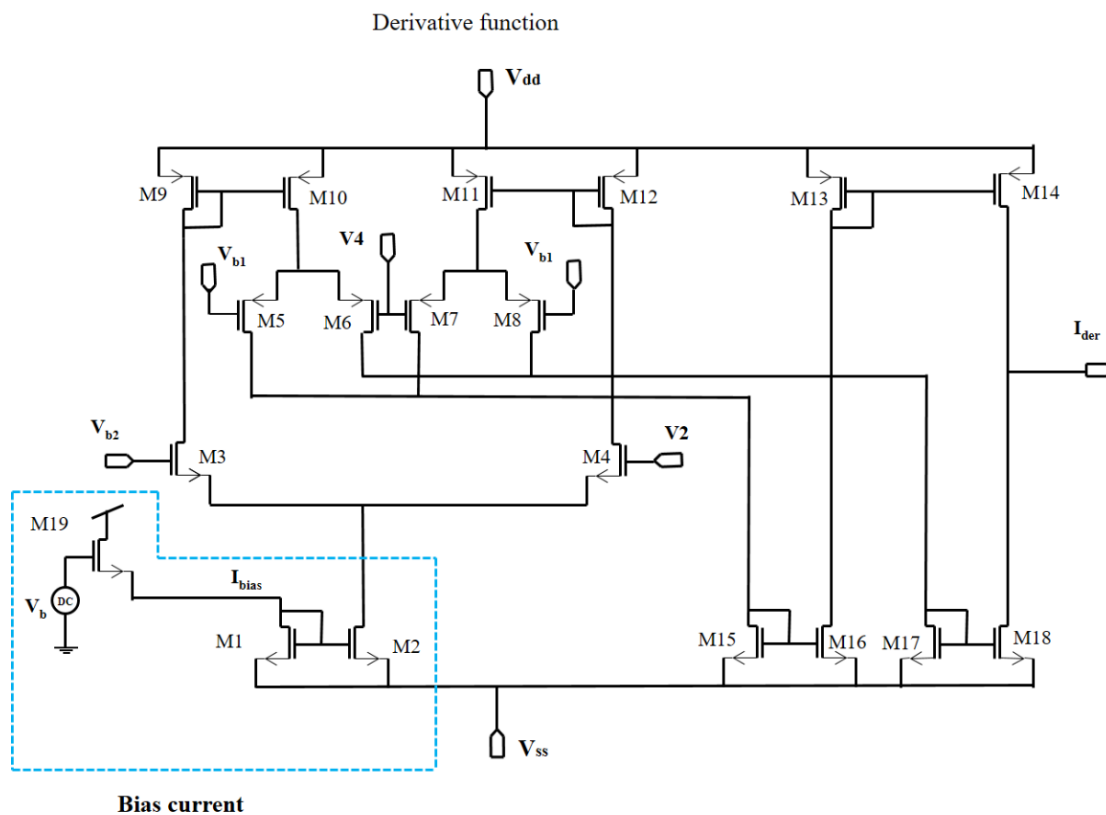 Derivative function
Vdd
M9
M10
M11
M12
M13
M14
Vb1
V4
Vb1
M5
M6
M7
M8
Ider
Vb2
M3
M4
V2
M19
Ibias
Vb
DC
M1
M2
M15
M16
M17
M18
Vss
Bias current